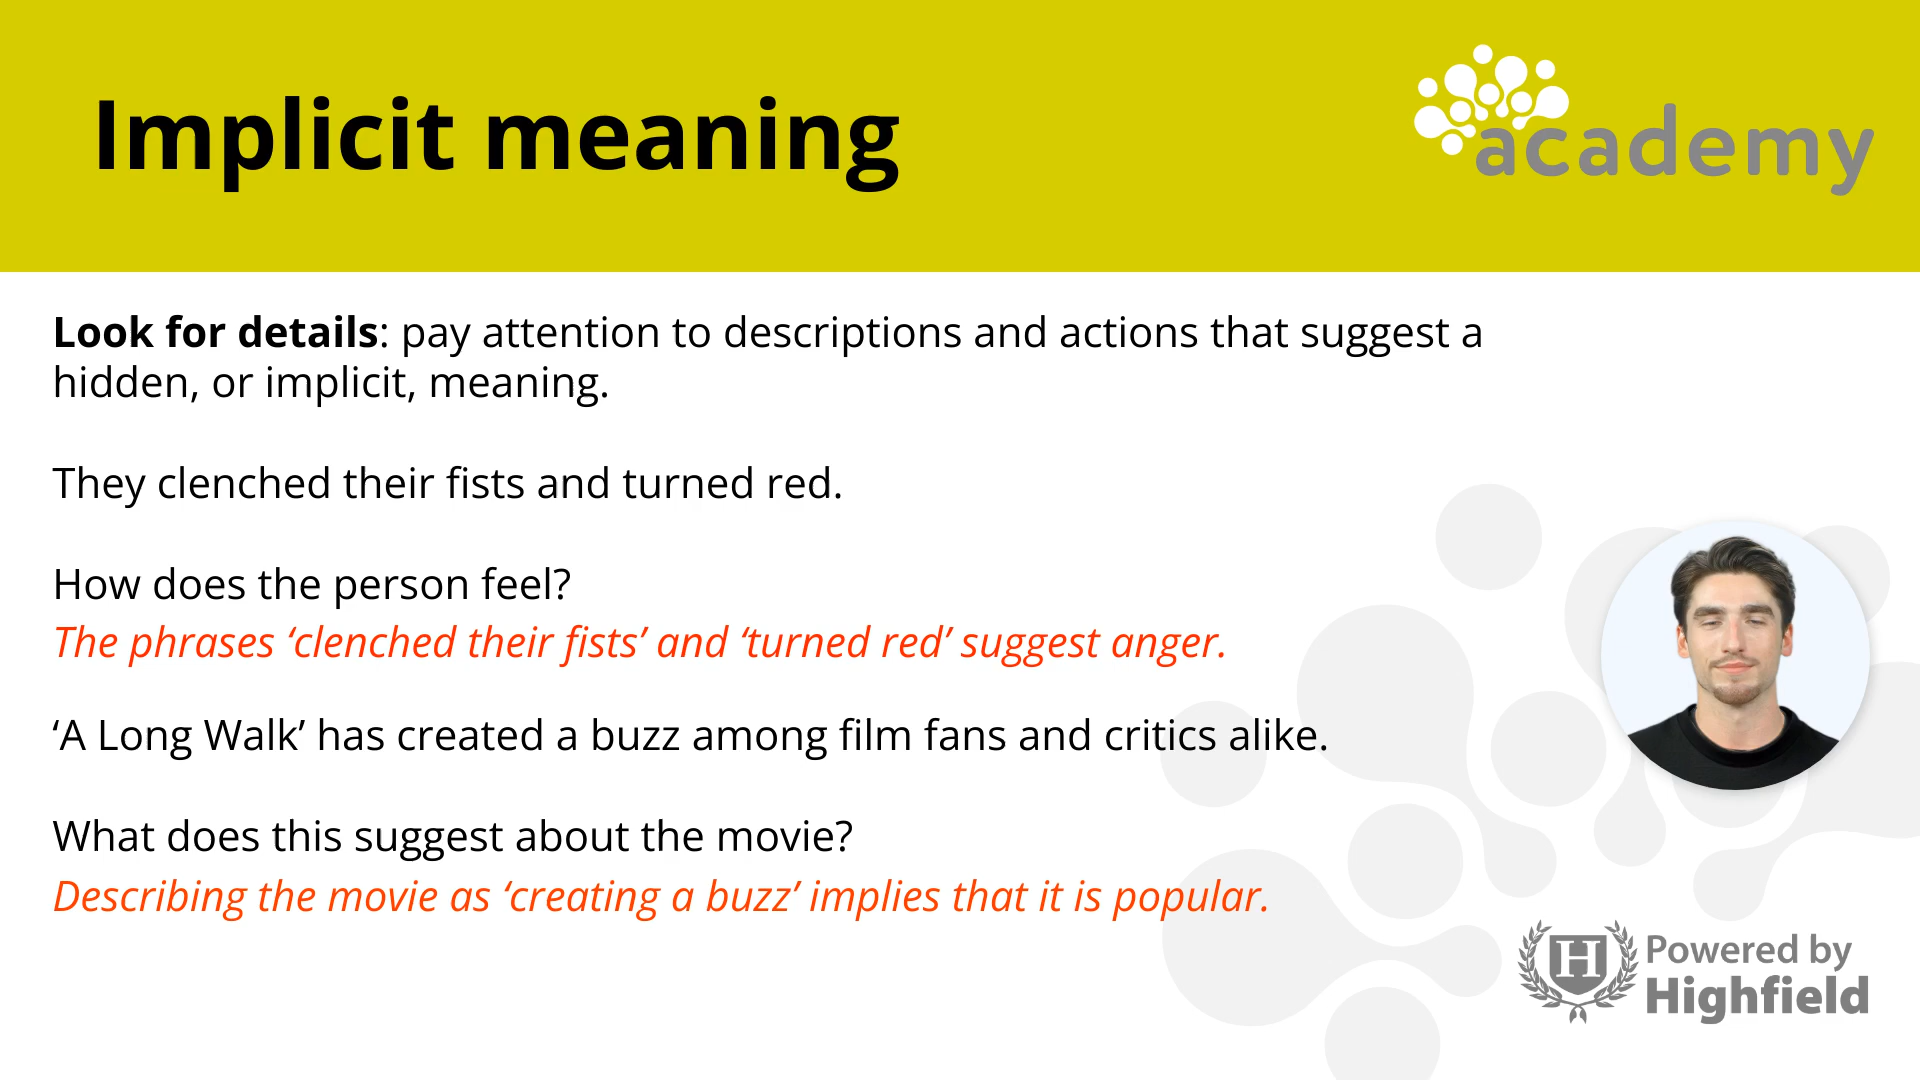 Implicit meaning
academy
Look for details: pay attention to descriptions and actions that suggest a
hidden, or implicit, meaning.
They clenched their fists and turned red.
How does the person feel?
The phrases ‘clenched their fists’ and ‘turned red’ suggest anger.
‘A Long Walk’ has created a buzz among film fans and critics alike.
What does this suggest about the movie?
Describing the movie as ‘creating a buzz’ implies that it is popular.
H
Powered by
Highfield